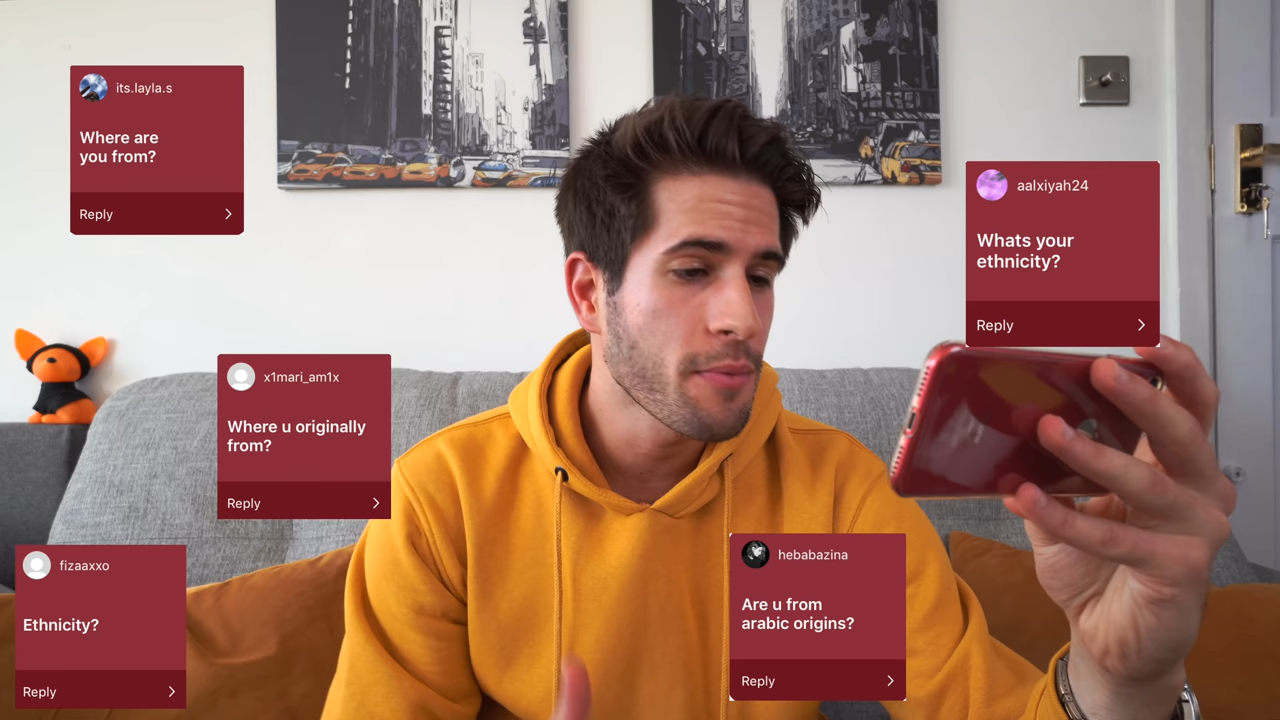 its.layla.s
Where are
you from?
Reply
aalxiyah24
Whats your
ethnicity?
Reply
x1mari_am1x
Where u originally
from?
Reply
fizaaxxo
Ethnicity?
Reply
hebabazina
Are u from
arabic origins?
Reply